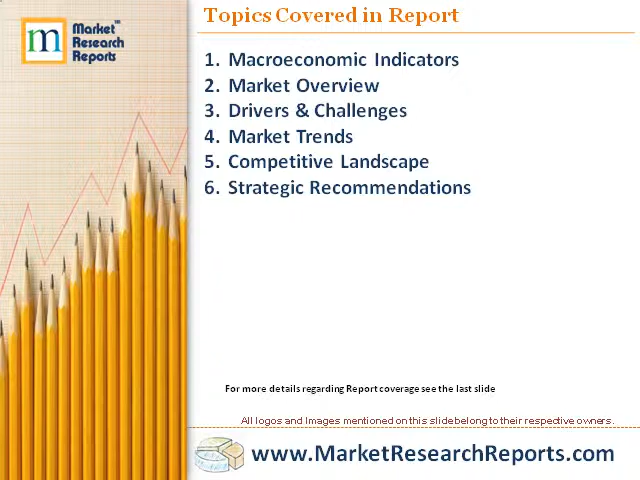 Topics Covered in Report
m
Market™
Research
Reports
1. Macroeconomic Indicators
2. Market Overview
3. Drivers & Challenges
4. Market Trends
5. Competitive Landscape
6. Strategic Recommendations
For more details regarding Report coverage see the last slide
All logos and Images mentioned on this slide belong to their respective owners.
www.MarketResearchReports.com